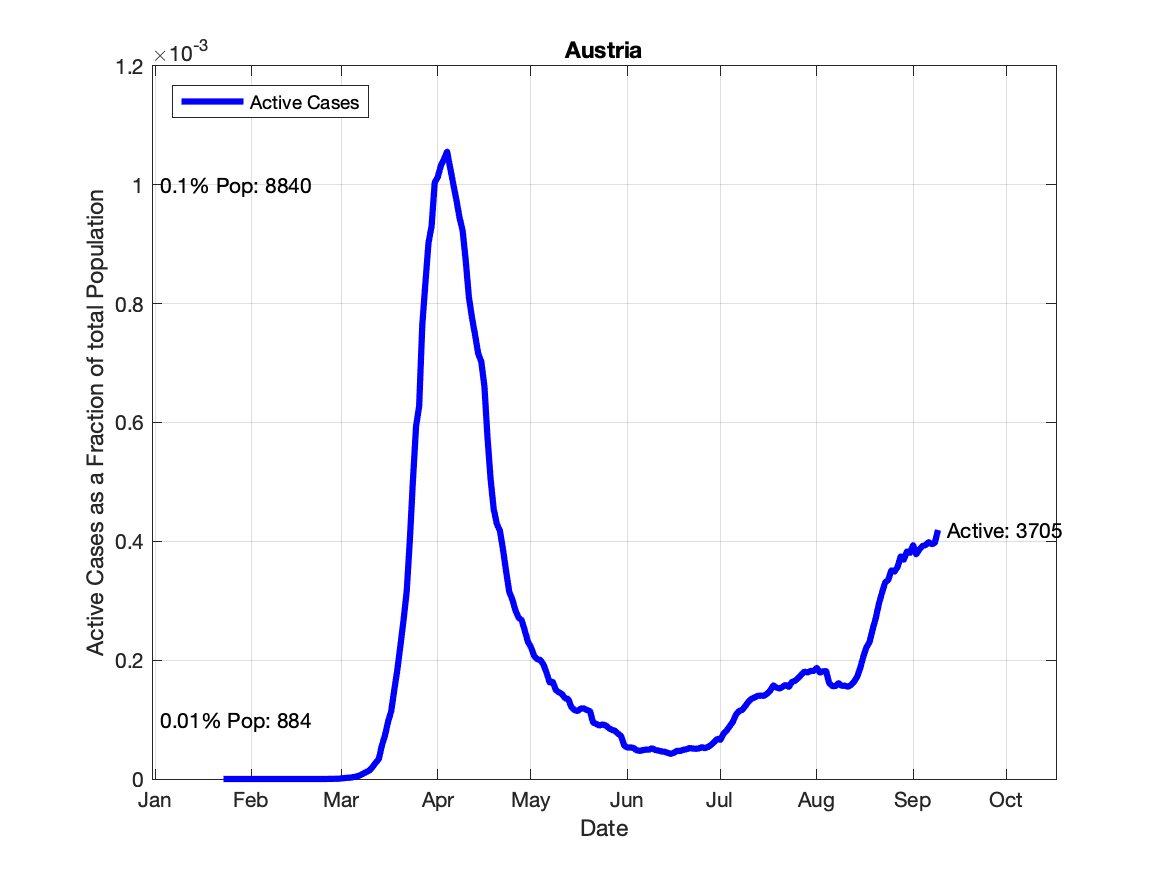 Austria
×10-3
1.2
1
0.8
0.6
0.4
0.2
0
Active Cases as a Fraction of total Population
Active Cases
0.1% Pop: 8840
Active: 3705
0.01% Pop: 884
Jan Feb Mar Apr May Jun Jul Aug Sep Oct
Date